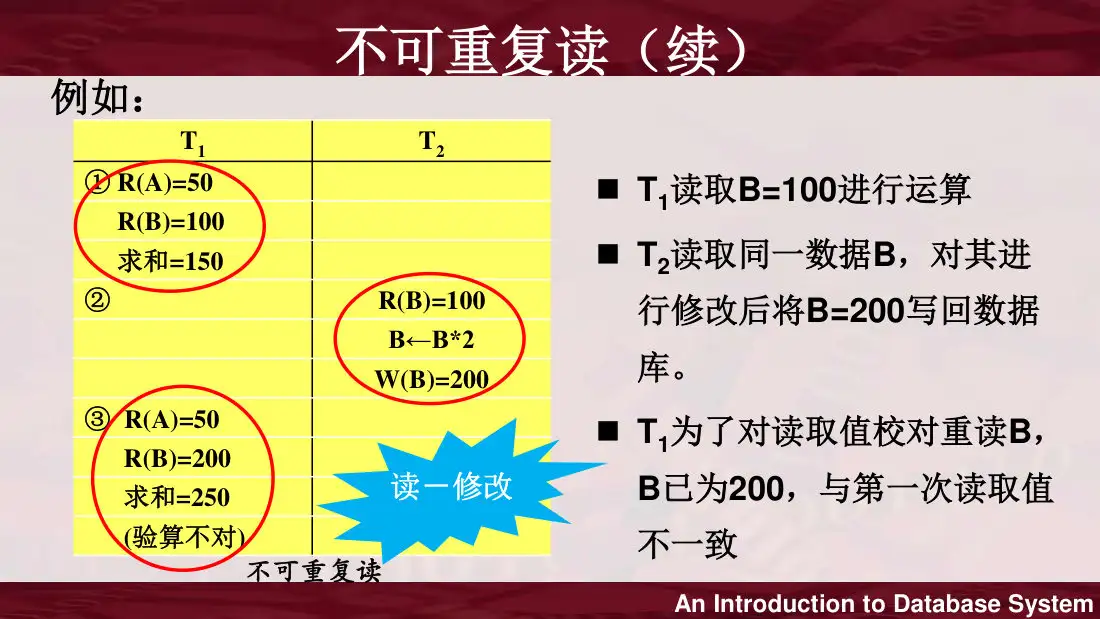 不可重复读（续）
例如：
T1 T2
① R(A)=50
R(B)=100
求和=150
② R(B)=100
B←B*2
W(B)=200
③ R(A)=50
R(B)=200
求和=250
(验算不对)
读－修改
不可重复读
■ T1读取B=100进行运算
■ T2读取同一数据B，对其进
行修改后将B=200写回数据
库。
■ T1为了对读取值校对重读B，
B已为200，与第一次读取值
不一致
An Introduction to Database System